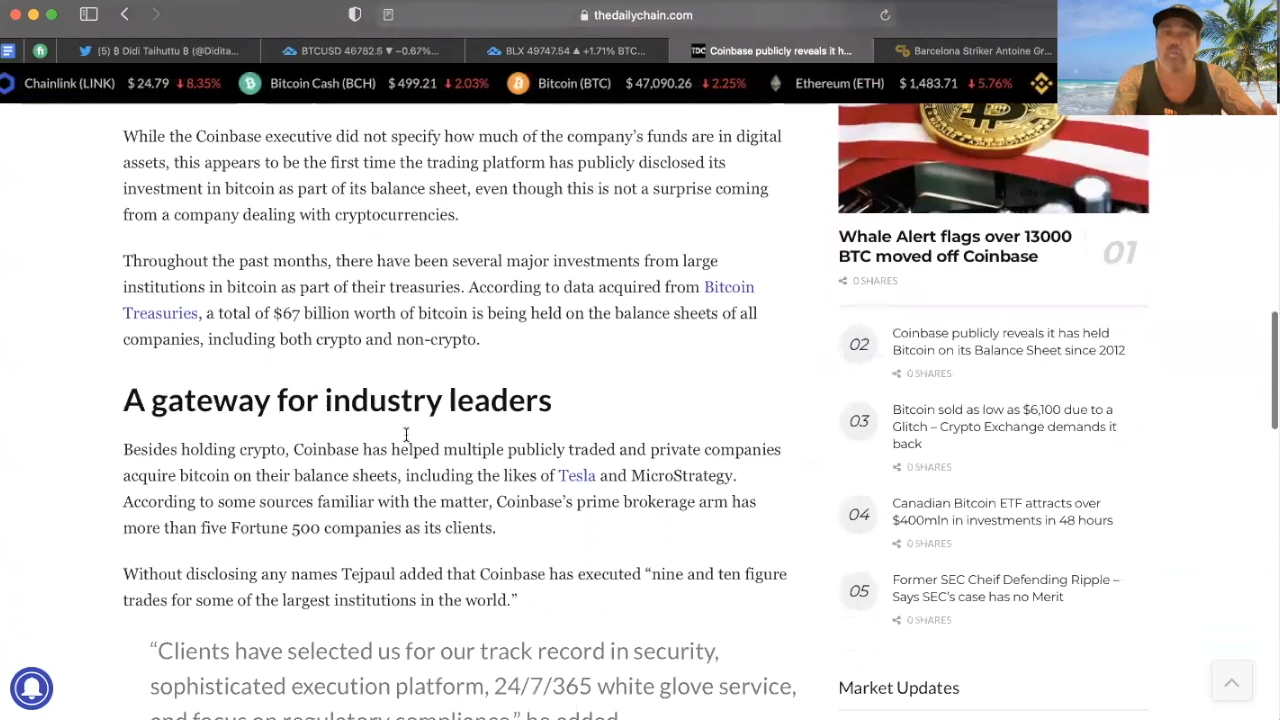 thedailychain.com
(5) ₿ Didi Taihuttu ₿ (@Didita...
BTCUSD 46782.5 ▼ −0.67%...
BLX 49747.54 ▲ +1.71% BTC...
TDC
Coinbase publicly reveals it h...
Barcelona Striker Antoine Gr...
Chainlink (LINK) $ 24.79 ↓ 8.35%
Bitcoin Cash (BCH) $ 499.21 ↓ 2.03%
Bitcoin (BTC) $ 47,090.26 ↓ 2.25%
Ethereum (ETH) $ 1,483.71 ↓ 5.76%
While the Coinbase executive did not specify how much of the company's funds are in digital
assets, this appears to be the first time the trading platform has publicly disclosed its
investment in bitcoin as part of its balance sheet, even though this is not a surprise coming
from a company dealing with cryptocurrencies.
Throughout the past months, there have been several major investments from large
institutions in bitcoin as part of their treasuries. According to data acquired from Bitcoin
Treasuries, a total of $67 billion worth of bitcoin is being held on the balance sheets of all
companies, including both crypto and non-crypto.
A gateway for industry leaders
Besides holding crypto, Coinbase has helped multiple publicly traded and private companies
acquire bitcoin on their balance sheets, including the likes of Tesla and MicroStrategy.
According to some sources familiar with the matter, Coinbase's prime brokerage arm has
more than five Fortune 500 companies as its clients.
Without disclosing any names Tejpaul added that Coinbase has executed “nine and ten figure
trades for some of the largest institutions in the world.”
“Clients have selected us for our track record in security,
sophisticated execution platform, 24/7/365 white glove service,
and focus on regulatory compliance,” he added.
Whale Alert flags over 13000
BTC moved off Coinbase
01
0 SHARES
02
Coinbase publicly reveals it has held
Bitcoin on its Balance Sheet since 2012
0 SHARES
03
Bitcoin sold as low as $6,100 due to a
Glitch – Crypto Exchange demands it
back
0 SHARES
04
Canadian Bitcoin ETF attracts over
$400mln in investments in 48 hours
0 SHARES
05
Former SEC Cheif Defending Ripple –
Says SEC's case has no Merit
0 SHARES
Market Updates